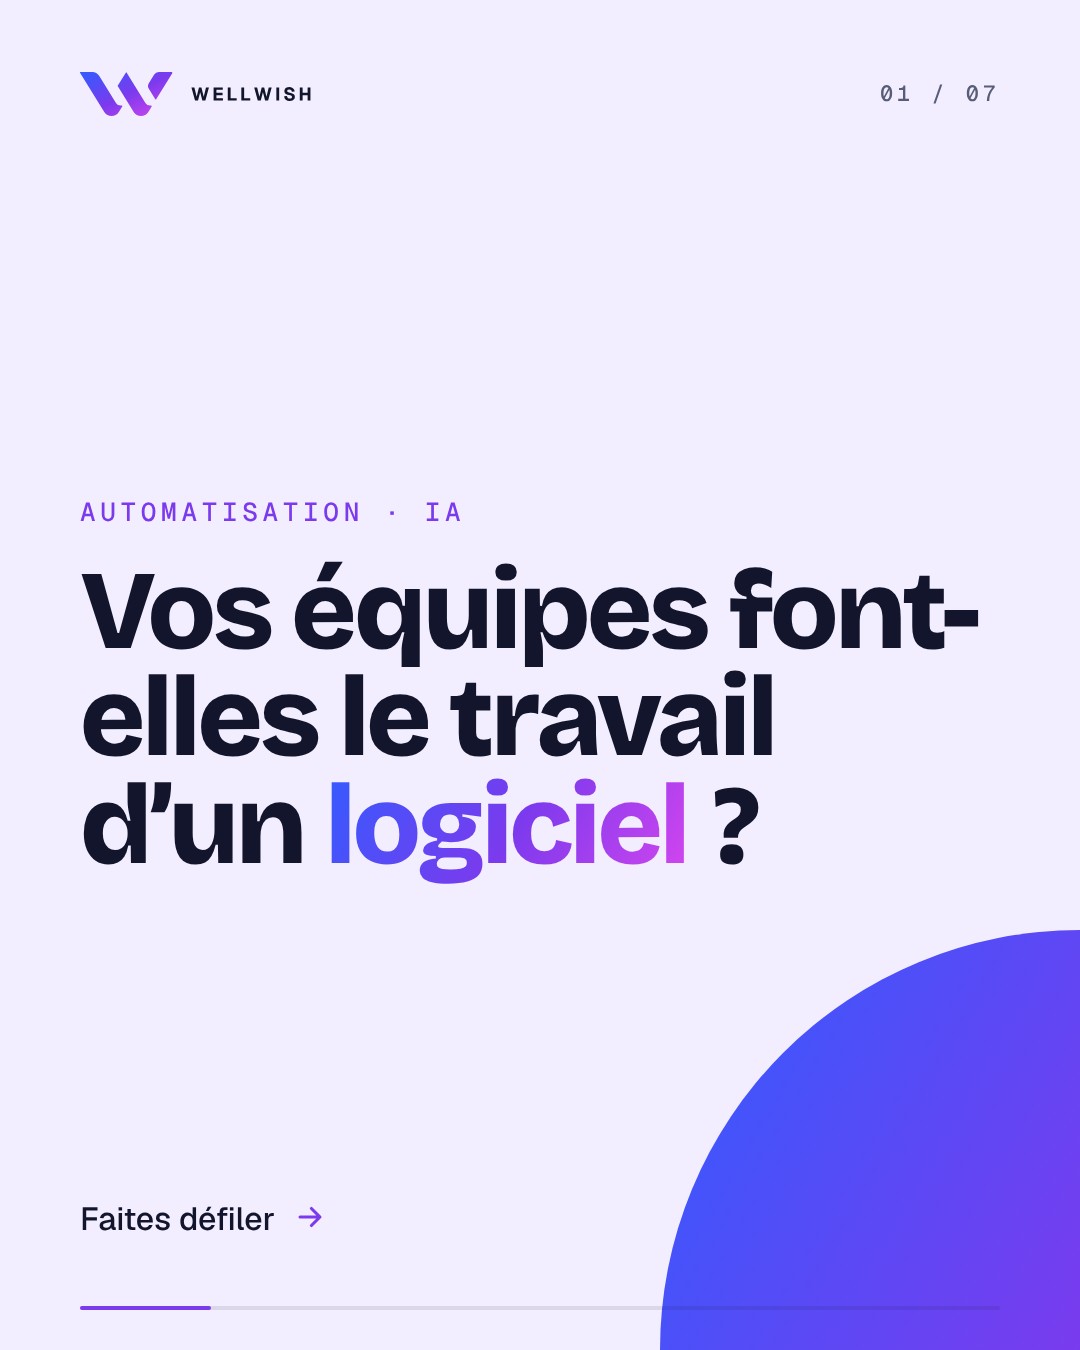 WELLWISH
01 / 07
AUTOMATISATION · IA
Vos équipes font-
elles le travail
d’un logiciel ?
Faites défiler →